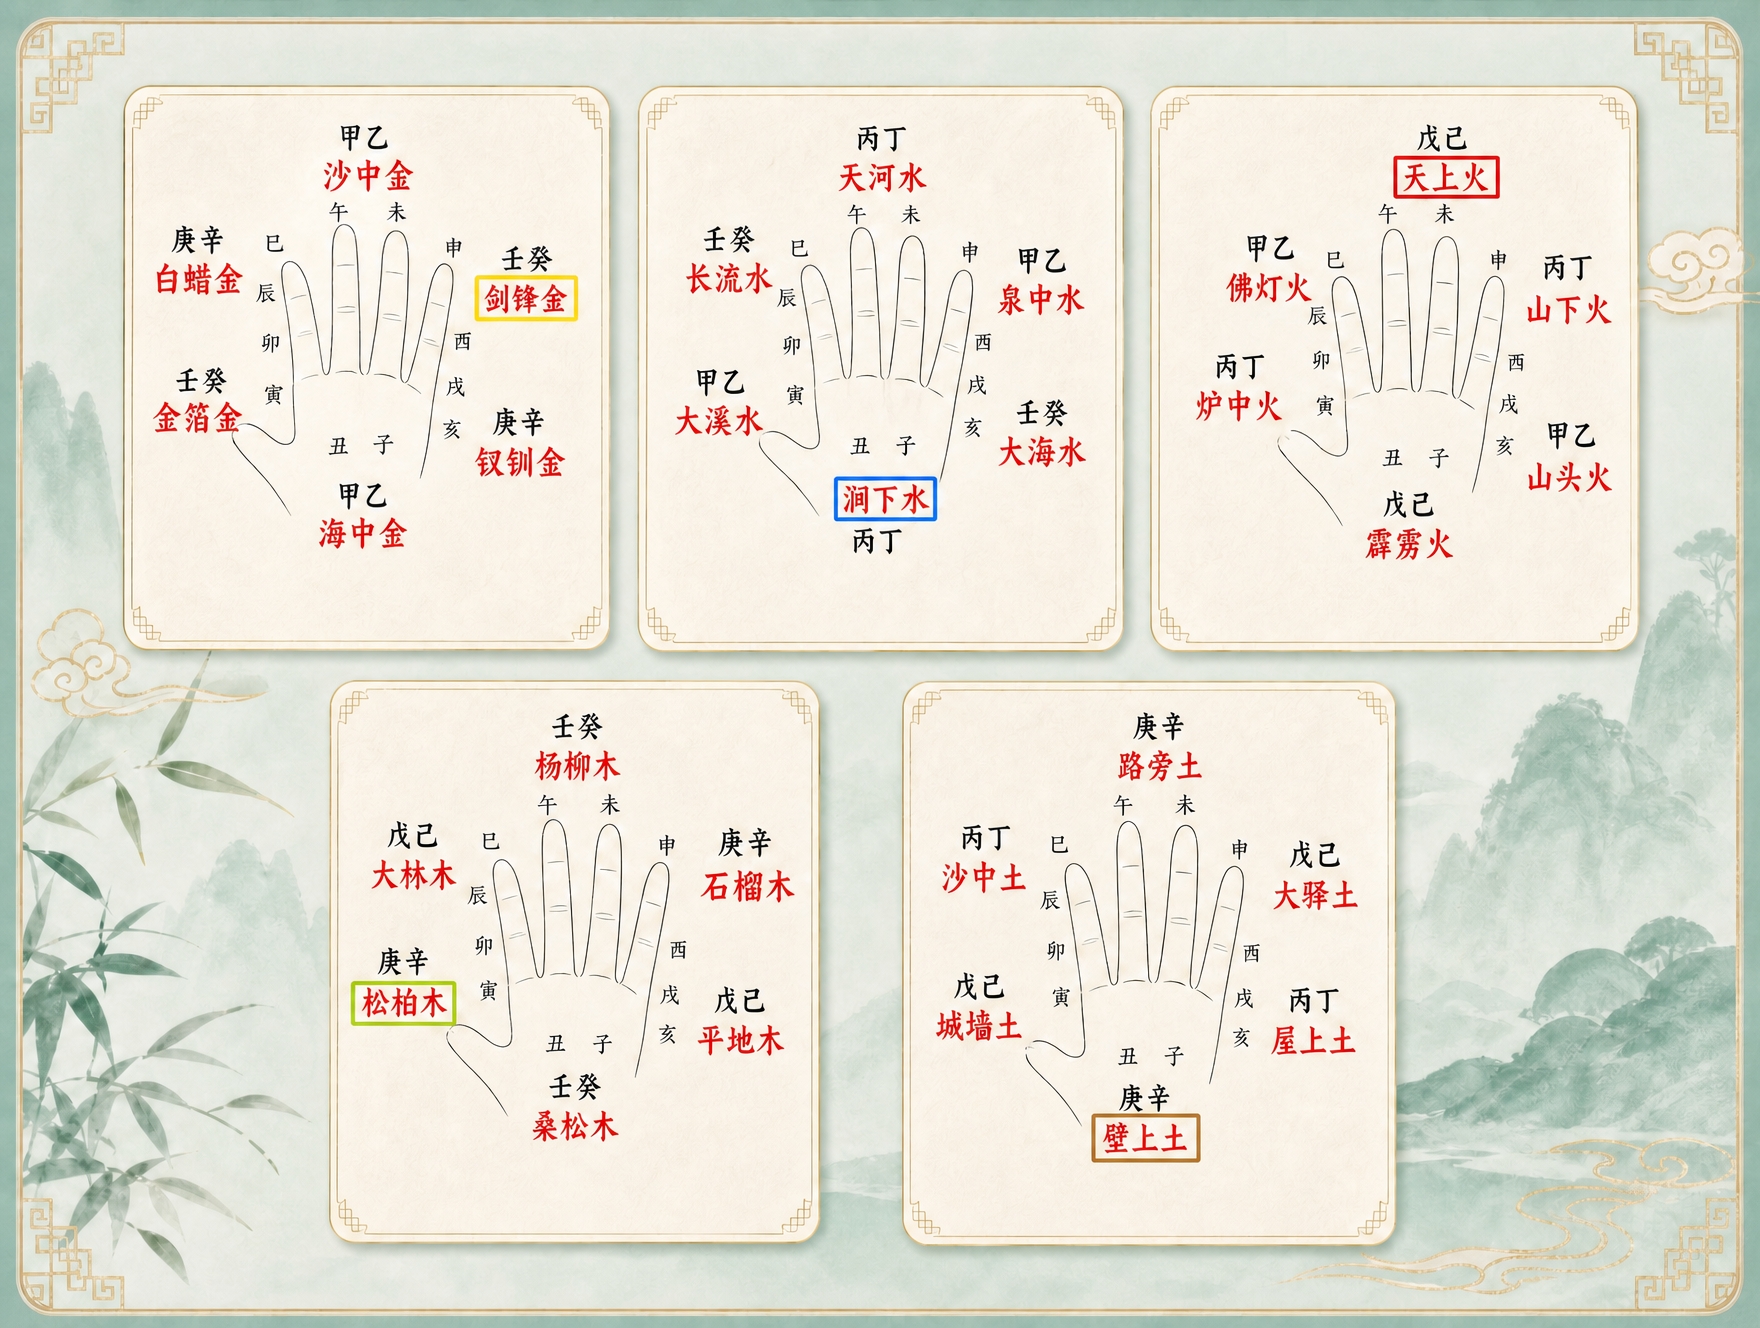 甲乙
沙中金
午 未
庚辛
白蜡金
巳
申
壬癸
剑锋金
辰
卯
酉
壬癸
金箔金
寅
戌
亥
庚辛
钗钏金
丑 子
甲乙
海中金
丙丁
天河水
午 未
壬癸
长流水
巳
申
甲乙
泉中水
辰
卯
酉
甲乙
大溪水
寅
戌
亥
壬癸
大海水
丑 子
涧下水
丙丁
戊己
天上火
午 未
甲乙
佛灯火
巳
申
丙丁
山下火
辰
卯
酉
丙丁
炉中火
寅
戌
亥
甲乙
山头火
丑 子
戊己
霹雳火
壬癸
杨柳木
午 未
戊己
大林木
巳
申
庚辛
石榴木
辰
卯
酉
庚辛
松柏木
寅
戌
亥
戊己
平地木
丑 子
壬癸
桑松木
庚辛
路旁土
午 未
丙丁
沙中土
巳
申
戊己
大驿土
辰
卯
酉
戊己
城墙土
寅
戌
亥
丙丁
屋上土
丑 子
庚辛
壁上土